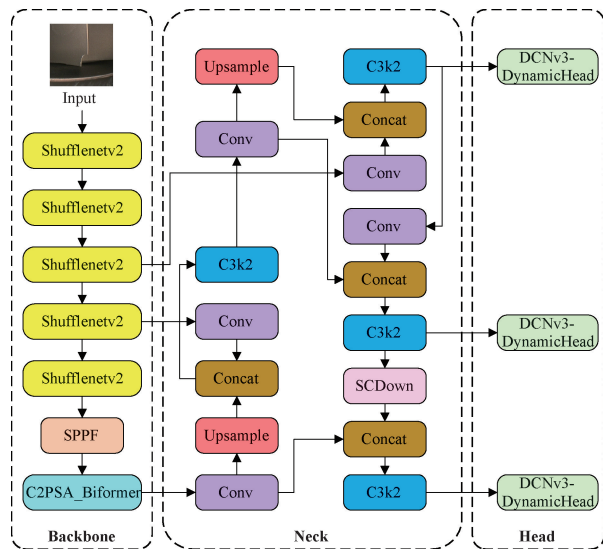 Input
Shufflenetv2
Shufflenetv2
Shufflenetv2
Shufflenetv2
Shufflenetv2
SPPF
C2PSA_Biformer
Backbone
Upsample
Conv
C3k2
Conv
Concat
Upsample
Conv
C3k2
Concat
Conv
Conv
Concat
C3k2
SCDown
Concat
C3k2
Neck
DCNv3-
DynamicHead
DCNv3-
DynamicHead
DCNv3-
DynamicHead
Head